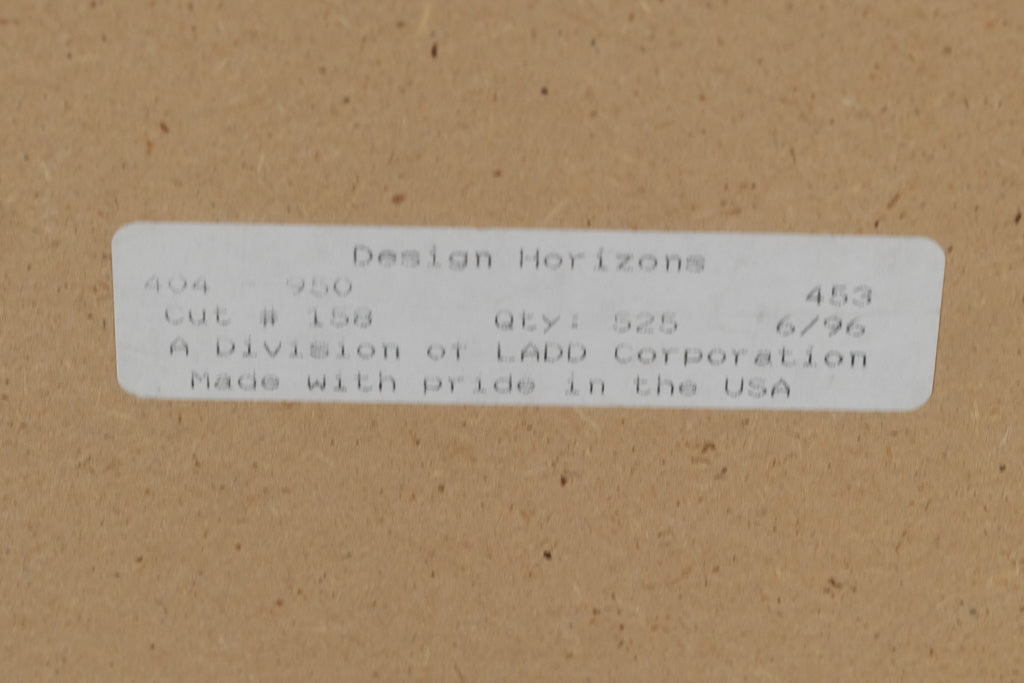 Design Horizons
404 950 453
Cut # 158 Qty: 525 6/96
A Division of LADD Corporation
Made with pride in the USA